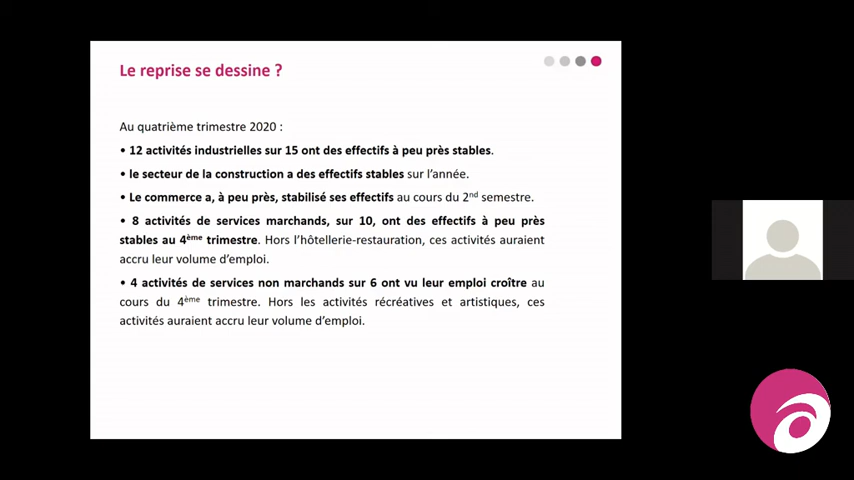 Le reprise se dessine ?
Au quatrième trimestre 2020 :
• 12 activités industrielles sur 15 ont des effectifs à peu près stables.
• le secteur de la construction a des effectifs stables sur l’année.
• Le commerce a, à peu près, stabilisé ses effectifs au cours du 2nd semestre.
• 8 activités de services marchands, sur 10, ont des effectifs à peu près
stables au 4ème trimestre. Hors l’hôtellerie-restauration, ces activités auraient
accru leur volume d’emploi.
• 4 activités de services non marchands sur 6 ont vu leur emploi croître au
cours du 4ème trimestre. Hors les activités récréatives et artistiques, ces
activités auraient accru leur volume d’emploi.